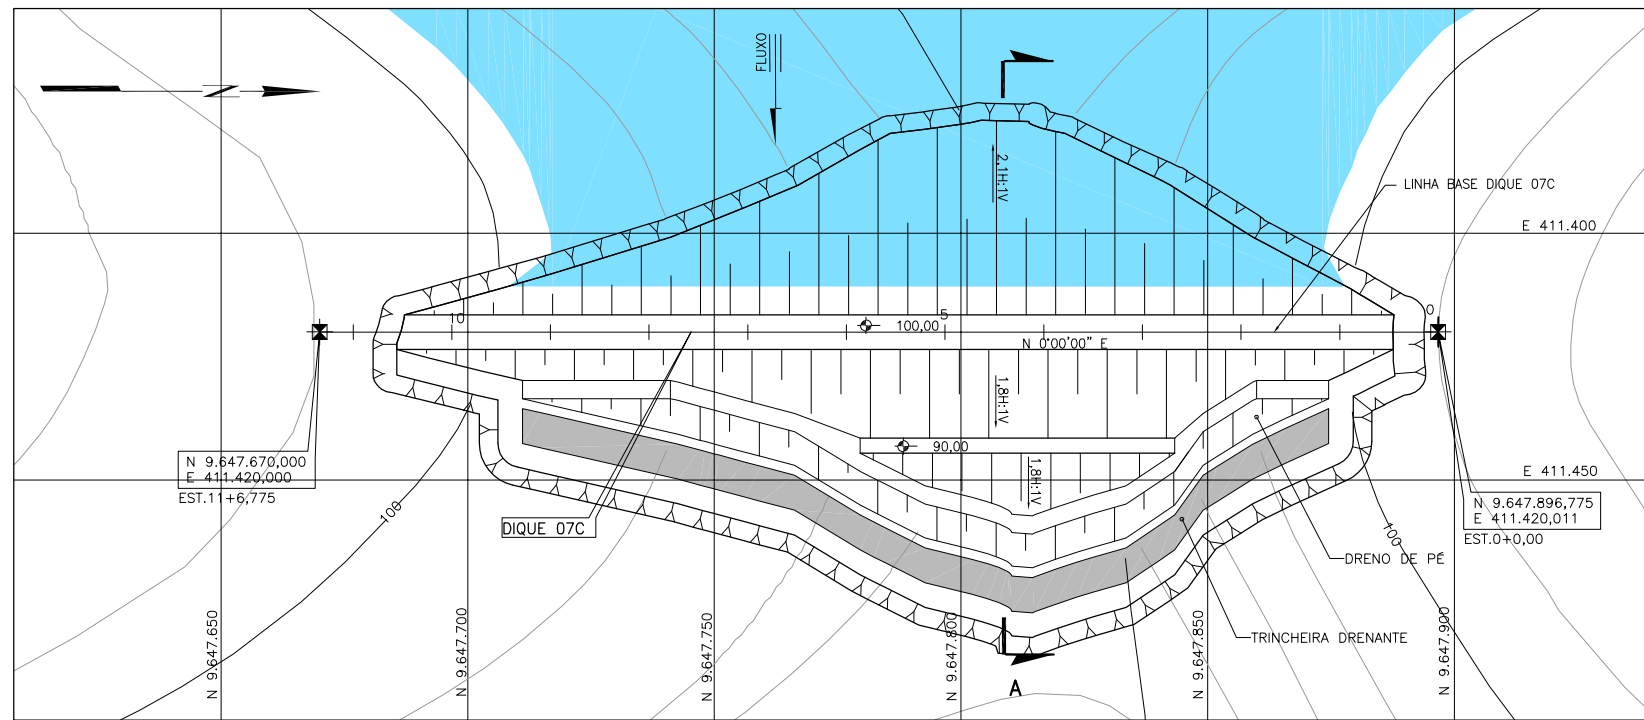 FLUXO
2,1H:1V
LINHA BASE DIQUE 07C
E 411.400
10
5
0
100,00
N 0°00'00" E
1,8H:1V
90,00
1,8H:1V
E 411.450
N 9.647.670,000
E 411.420,000
EST.11+6,775
100
DIQUE 07C
N 9.647.896,775
E 411.420,011
EST.0+0,00
100
DRENO DE PÉ
TRINCHEIRA DRENANTE
N 9.647.650
N 9.647.700
N 9.647.750
N 9.647.800
N 9.647.850
N 9.647.900
A